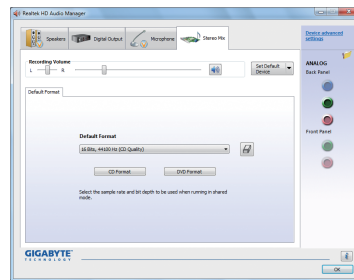 Realtek HD Audio Manager
Speakers
Digital Output
Microphone
Stereo Mix
Device advanced
settings
Recording Volume
L
R
Set Default
Device
ANALOG
Back Panel
Default Format
Front Panel
Default Format
16 Bits, 44100 Hz (CD Quality)
CD Format
DVD Format
Select the sample rate and bit depth to be used when running in shared
mode.
GIGABYTE™
TECHNOLOGY
i
OK